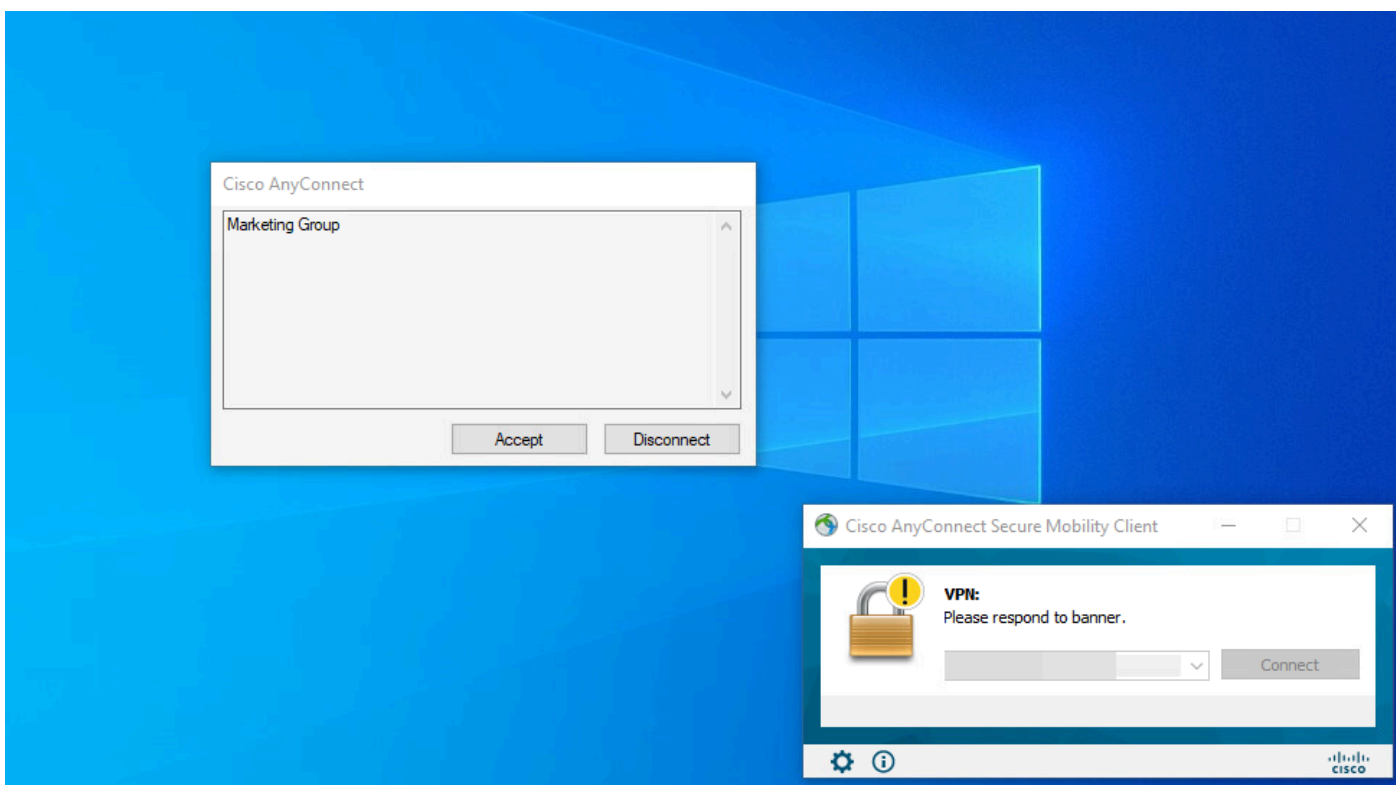 Cisco AnyConnect
Marketing Group
Accept Disconnect
Cisco AnyConnect Secure Mobility Client
VPN:
Please respond to banner.
Connect
CISCO